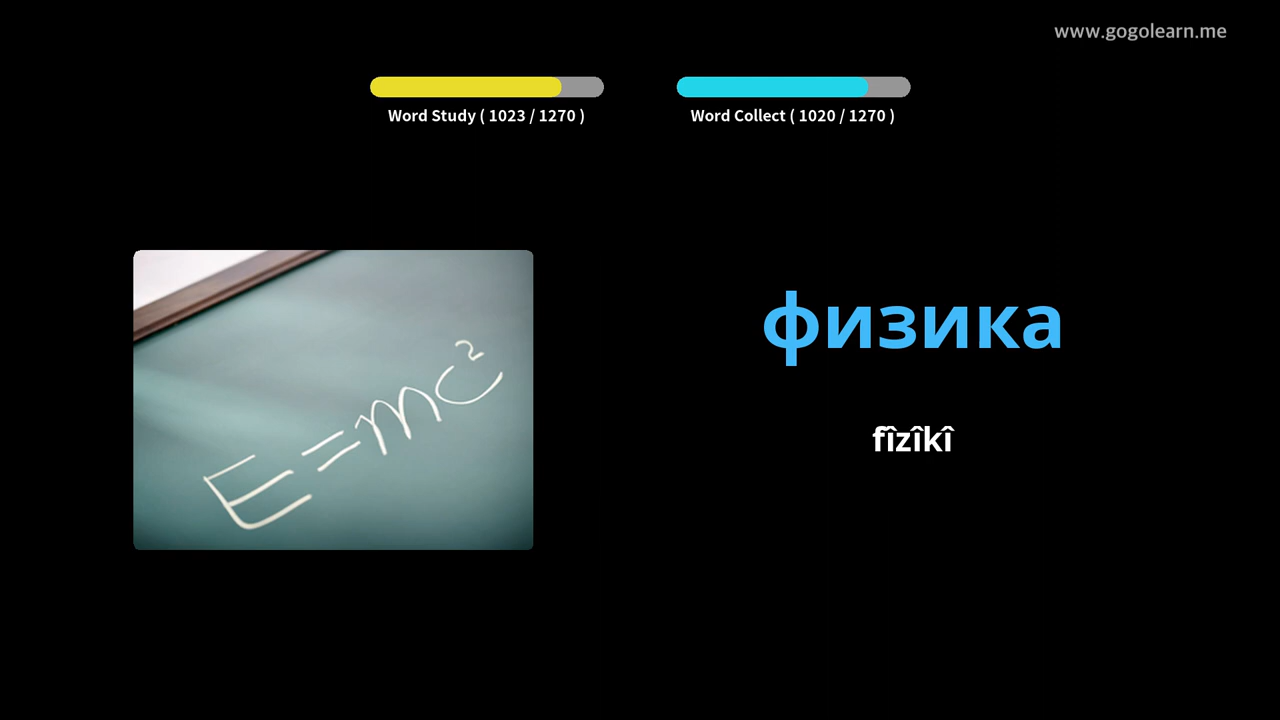 www.gogolearn.me
Word Study ( 1023 / 1270 )
Word Collect ( 1020 / 1270 )
E=mc²
физика
fîzîkî